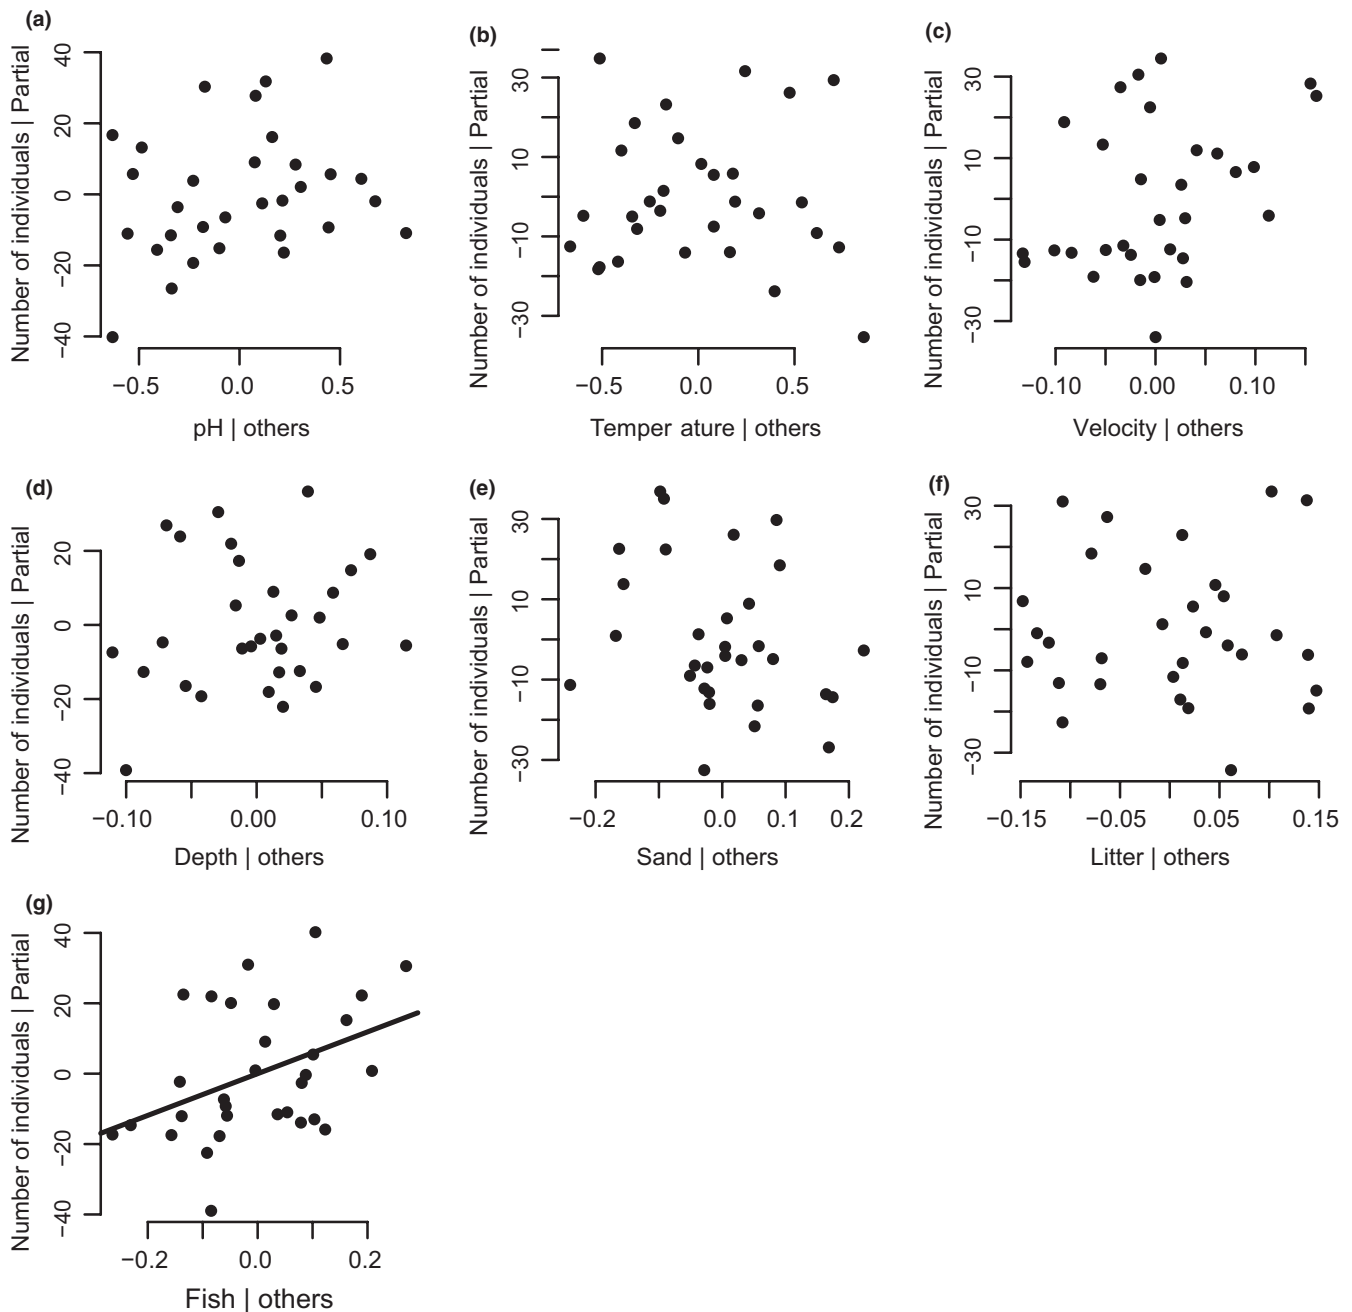 (a)
Number of individuals | Partial
40
20
0
−20
−40
−0.5 0.0 0.5
pH | others
(b)
Number of individuals | Partial
30
10
−10
−30
−0.5 0.0 0.5
Temper ature | others
(c)
Number of individuals | Partial
30
10
−10
−30
−0.10 0.00 0.10
Velocity | others
(d)
Number of individuals | Partial
20
0
−20
−40
−0.10 0.00 0.10
Depth | others
(e)
Number of individuals | Partial
30
10
−10
−30
−0.2 0.0 0.1 0.2
Sand | others
(f)
Number of individuals | Partial
30
10
−10
−30
−0.15 −0.05 0.05 0.15
Litter | others
(g)
Number of individuals | Partial
40
20
0
−20
−40
−0.2 0.0 0.2
Fish | others